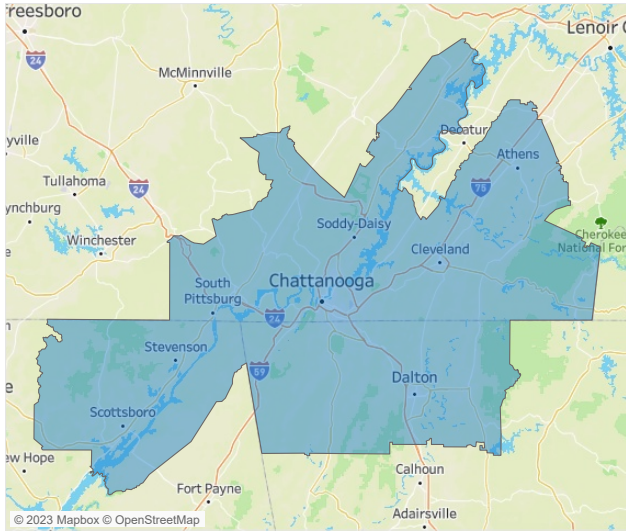 freesboro
Lenoir C
24
McMinnville
yville
Decatur
Athens
Tullahoma
24
75
ynchburg
Soddy-Daisy
Cherokee
National For
Winchester
Cleveland
South
Pittsburg
Chattanooga
24
Stevenson
59
Dalton
Scottsboro
ew Hope
Calhoun
Fort Payne
Adairsville
© 2023 Mapbox © OpenStreetMap